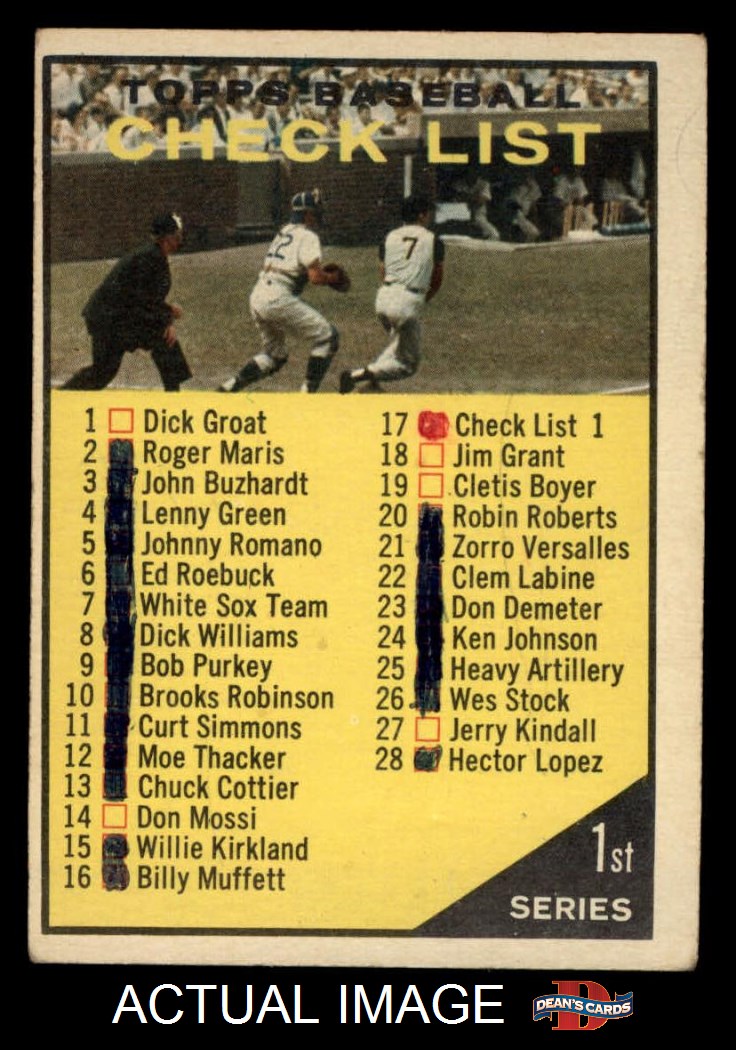 TOPPS BASEBALL
CHECK LIST
22
7
1 Dick Groat
2 Roger Maris
3 John Buzhardt
4 Lenny Green
5 Johnny Romano
6 Ed Roebuck
7 White Sox Team
8 Dick Williams
9 Bob Purkey
10 Brooks Robinson
11 Curt Simmons
12 Moe Thacker
13 Chuck Cottier
14 Don Mossi
15 Willie Kirkland
16 Billy Muffett
17 Check List 1
18 Jim Grant
19 Cletis Boyer
20 Robin Roberts
21 Zorro Versalles
22 Clem Labine
23 Don Demeter
24 Ken Johnson
25 Heavy Artillery
26 Wes Stock
27 Jerry Kindall
28 Hector Lopez
1st
SERIES
ACTUAL IMAGE
D
DEAN'S CARDS